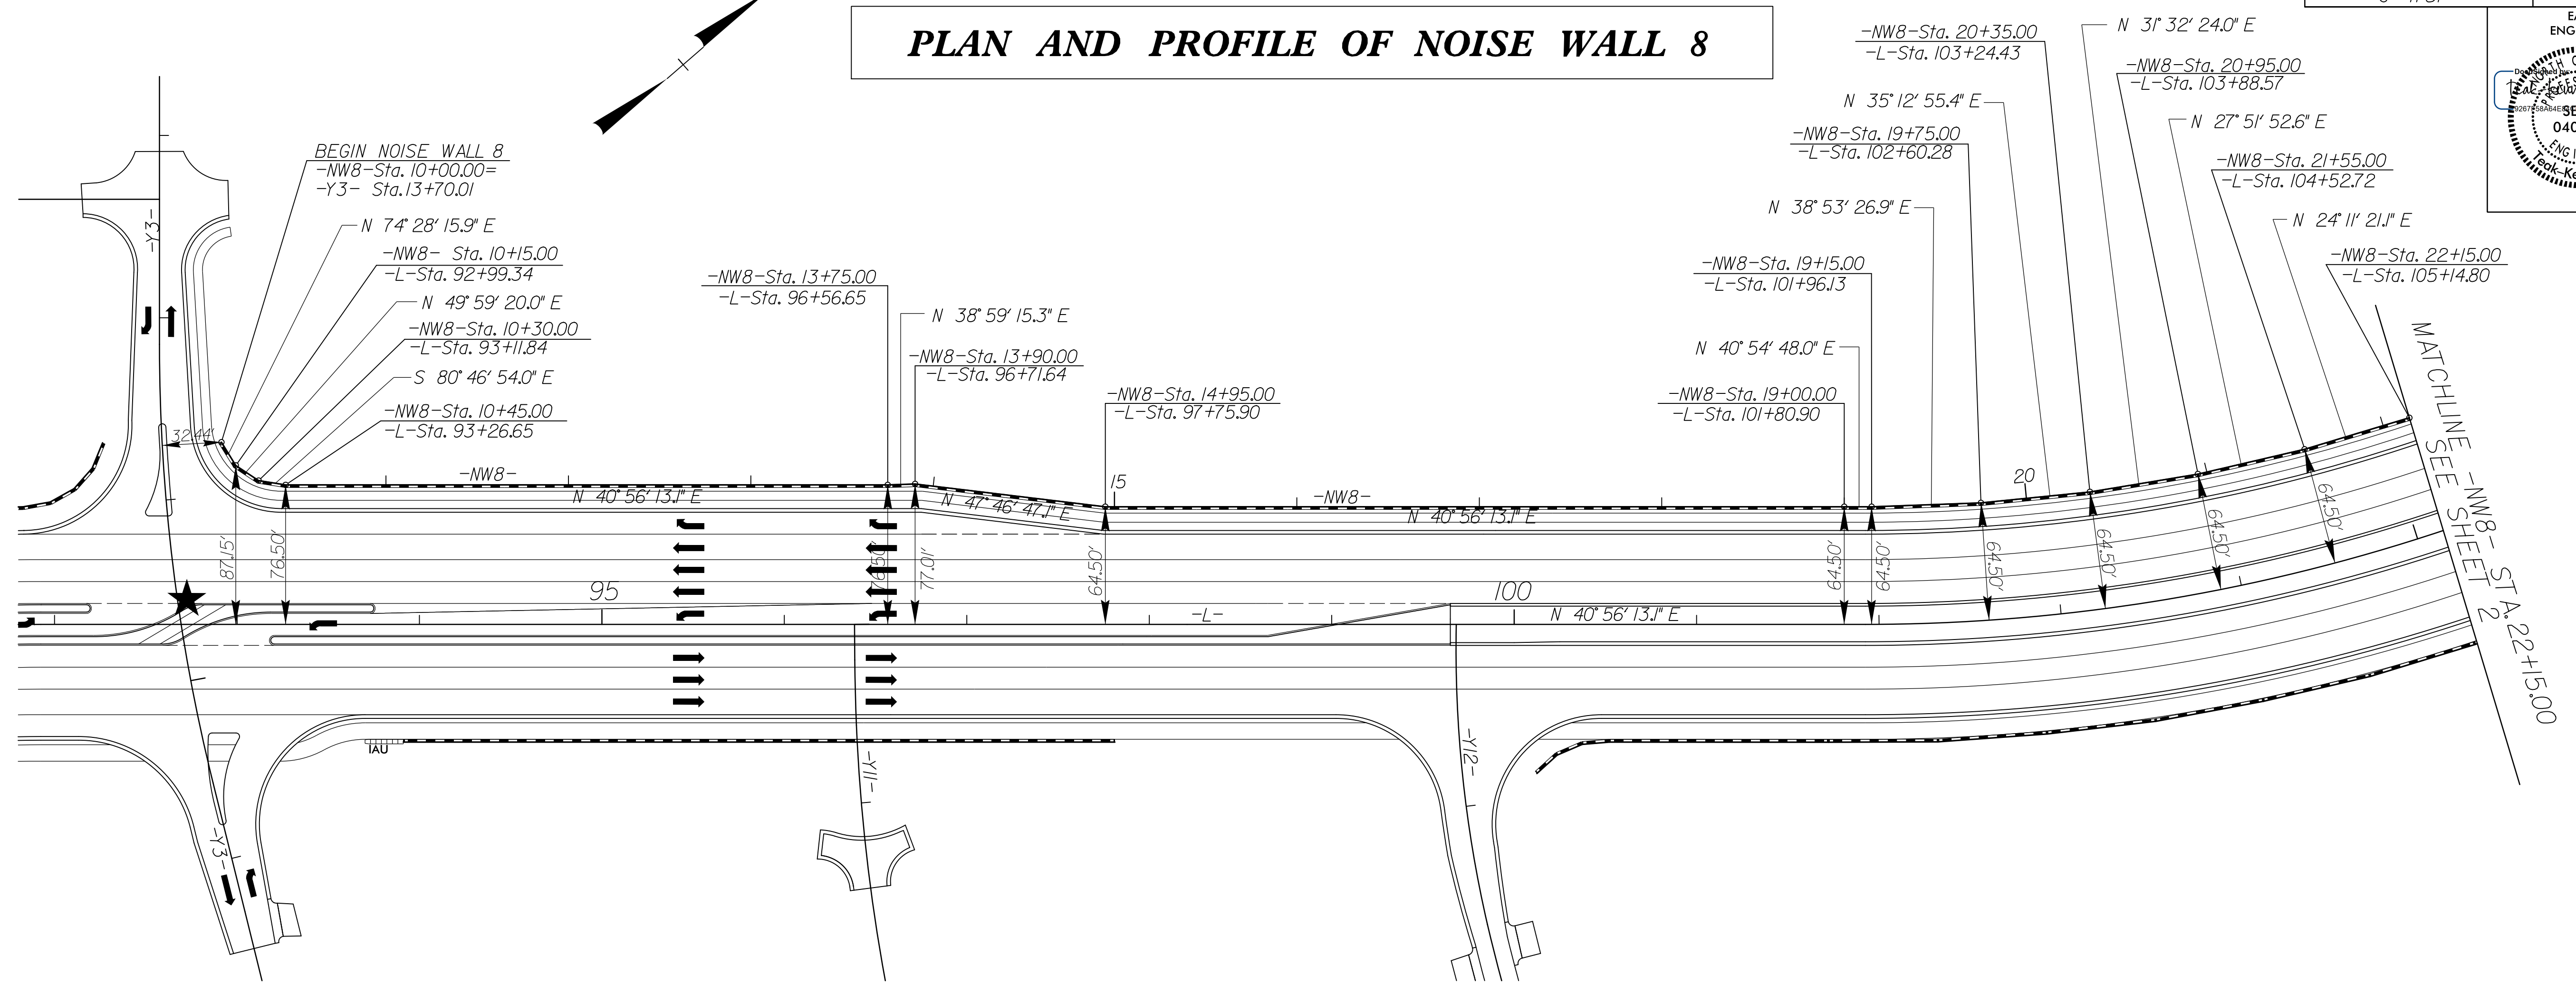 PLAN AND PROFILE OF NOISE WALL 8
BEGIN NOISE WALL 8
-NW8-Sta. 10+00.00=
-Y3- Sta.13+70.01
N 74° 28' 15.9" E
-NW8- Sta. 10+15.00
-L-Sta. 92+99.34
N 49° 59' 20.0" E
-NW8-Sta. 10+30.00
-L-Sta. 93+11.84
S 80° 46' 54.0" E
-NW8-Sta. 10+45.00
-L-Sta. 93+26.65
-NW8-Sta. 13+75.00
-L-Sta. 96+56.65
N 38° 59' 15.3" E
-NW8-Sta. 13+90.00
-L-Sta. 96+71.64
-NW8-Sta. 14+95.00
-L-Sta. 97+75.90
-NW8-Sta. 19+00.00
-L-Sta. 101+80.90
N 40° 54' 48.0" E
-NW8-Sta. 19+15.00
-L-Sta. 101+96.13
N 38° 53' 26.9" E
-NW8-Sta. 19+75.00
-L-Sta. 102+60.28
N 35° 12' 55.4" E
-NW8-Sta. 20+35.00
-L-Sta. 103+24.43
N 31° 32' 24.0" E
-NW8-Sta. 20+95.00
-L-Sta. 103+88.57
N 27° 51' 52.6" E
-NW8-Sta. 21+55.00
-L-Sta. 104+52.72
N 24° 11' 21.1" E
-NW8-Sta. 22+15.00
-L-Sta. 105+14.80
MATCHLINE -NW8- STA.22+15.00
SEE SHEET 2
-Y3-
32.44'
-NW8-
N 40° 56' 13.1" E
N 47° 46' 47.1" E
15
-NW8-
N 40° 56' 13.1" E
20
87.15'
76.50'
76.50'
77.01'
64.50'
64.50'
64.50'
64.50'
64.50'
64.50'
64.50'
95
-L-
100
N 40° 56' 13.1" E
IAU
-Y3-
-Y11-
-Y12-